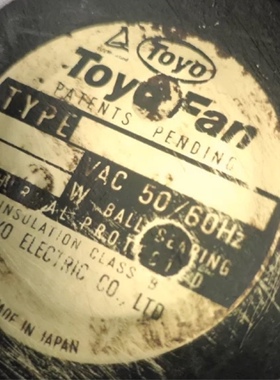 TOYO
Toyo Fan
PATENTS PENDING
TYPE
VAC 50/60Hz
W BALL BEARING
PROTECTED
INSULATION CLASS
ELECTRIC CO., LTD
MADE IN JAPAN